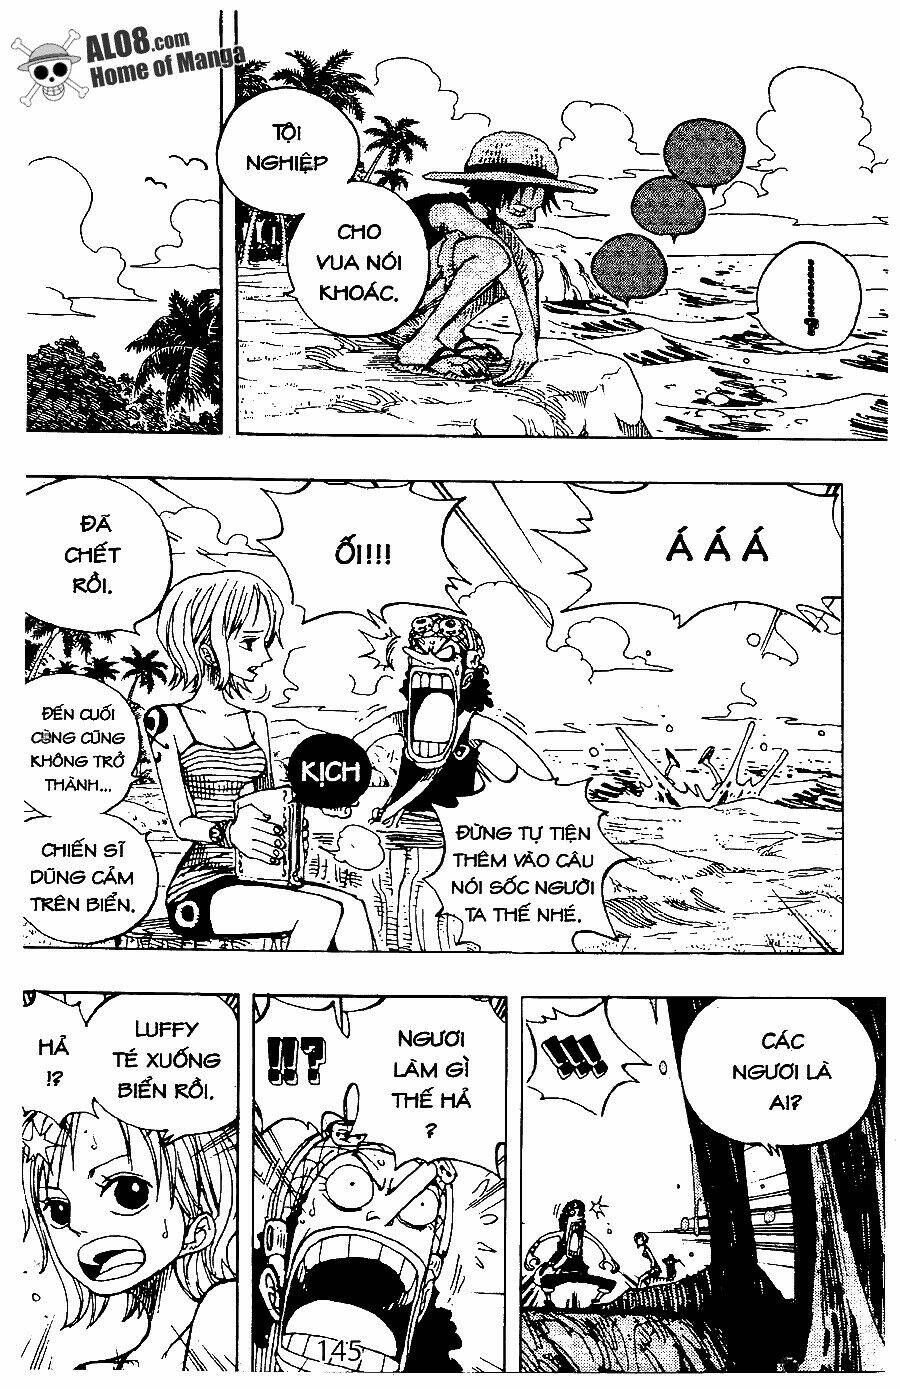 ALO8.com
Home of Manga
TỘI
NGHIỆP
CHO
VUA NÓI
KHOÁC.
ĐÃ
CHẾT
RỒI.
ỐI!!!!
Á Á Á
ĐẾN CUỐI
CÙNG CŨNG
KHÔNG TRỞ
THÀNH...
KỊCH
CHIẾN SĨ
DŨNG CẢM
TRÊN BIỂN.
ĐỪNG TỰ TIỆN
THÊM VÀO CÂU
NÓI SỐC NGƯỜI
TA THẾ NHÉ.
HẢ
!?
LUFFY
TÉ XUỐNG
BIỂN RỒI.
!!?
NGƯƠI
LÀM GÌ
THẾ HẢ
?
!!!
CÁC
NGƯƠI LÀ
AI?
145